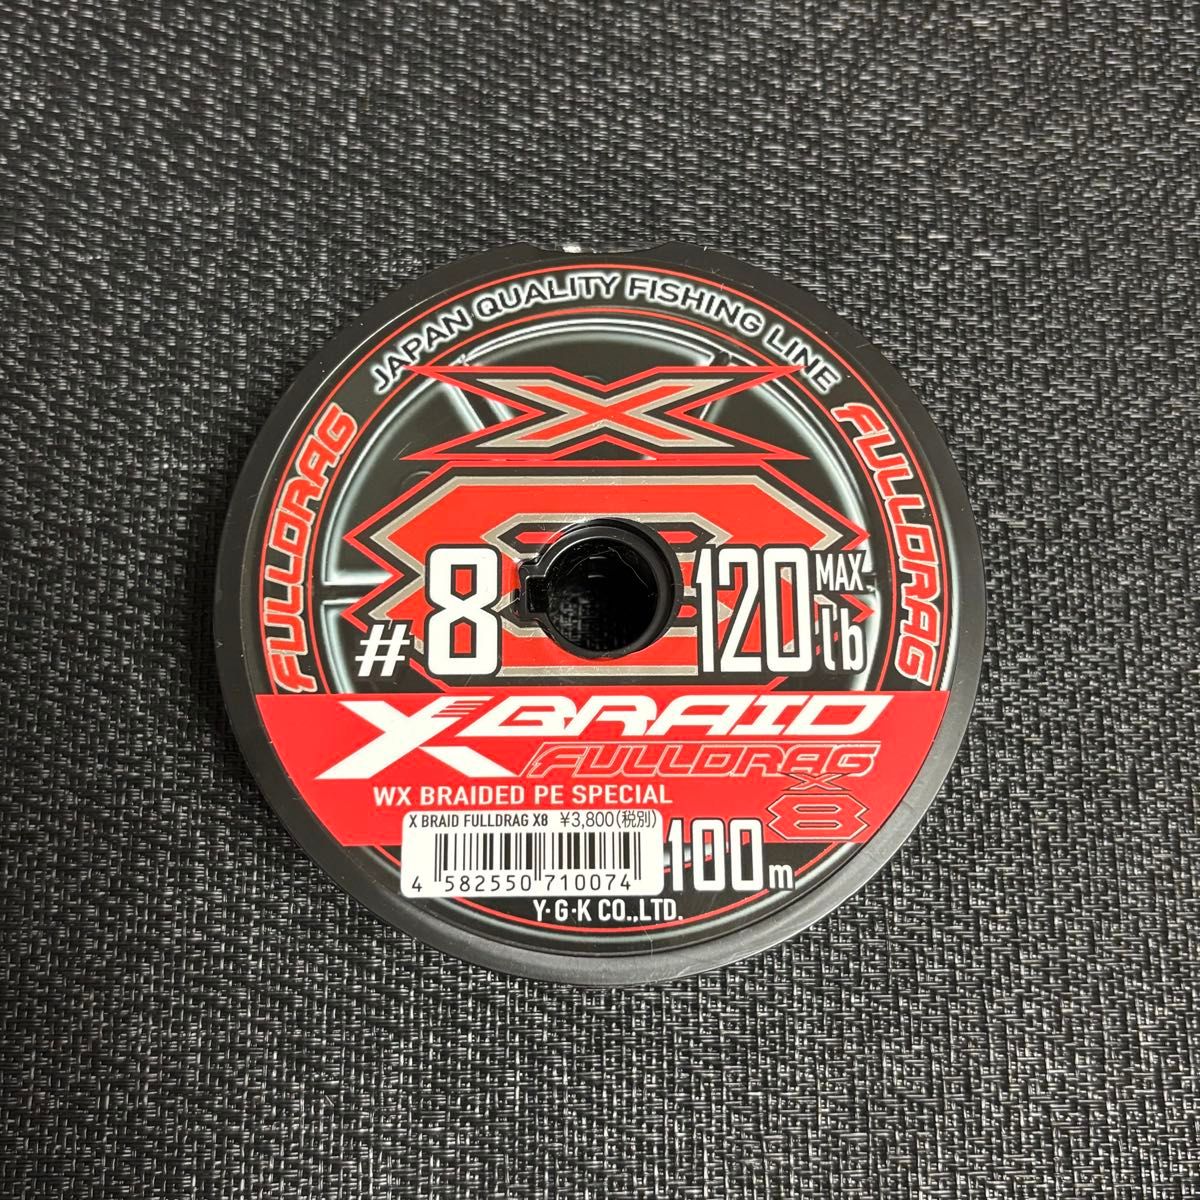 JAPAN QUALITY FISHING LINE
FULLDRAG
FULLDRAG
X
8
#8
120 MAX lb
X-BRAID
FULLDRAG
X8
WX BRAIDED PE SPECIAL
X BRAID FULLDRAG X8 ¥3,800(税別)
4 582550 710074
100m
Y·G·K CO.,LTD.